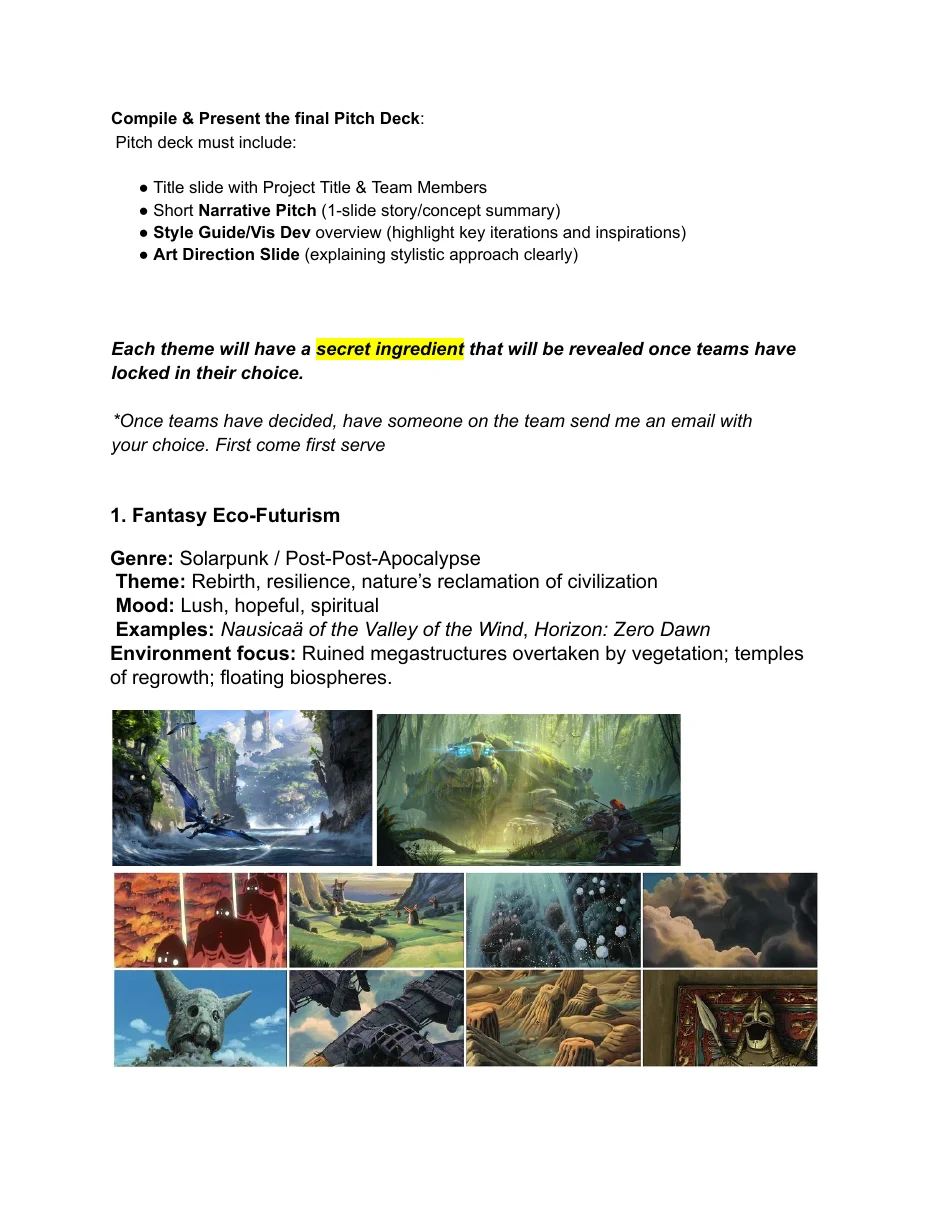 Compile & Present the final Pitch Deck:
Pitch deck must include:
● Title slide with Project Title & Team Members
● Short Narrative Pitch (1-slide story/concept summary)
● Style Guide/Vis Dev overview (highlight key iterations and inspirations)
● Art Direction Slide (explaining stylistic approach clearly)
Each theme will have a secret ingredient that will be revealed once teams have
locked in their choice.
*Once teams have decided, have someone on the team send me an email with
your choice. First come first serve
1. Fantasy Eco-Futurism
Genre: Solarpunk / Post-Post-Apocalypse
Theme: Rebirth, resilience, nature’s reclamation of civilization
Mood: Lush, hopeful, spiritual
Examples: Nausicaä of the Valley of the Wind, Horizon: Zero Dawn
Environment focus: Ruined megastructures overtaken by vegetation; temples
of regrowth; floating biospheres.